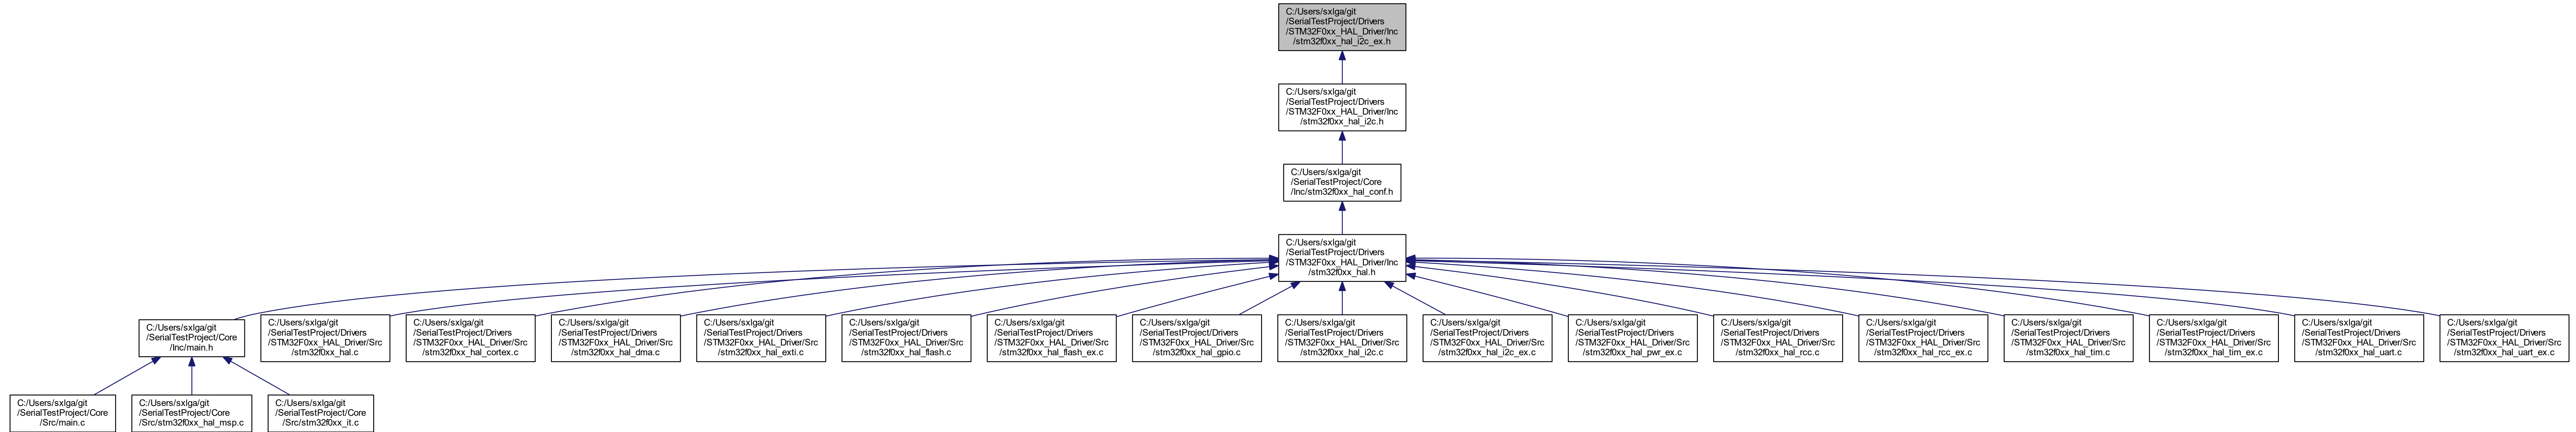 C:/Users/sxlga/git
/SerialTestProject/Drivers
/STM32F0xx_HAL_Driver/Inc
/stm32f0xx_hal_i2c_ex.h
C:/Users/sxlga/git
/SerialTestProject/Drivers
/STM32F0xx_HAL_Driver/Inc
/stm32f0xx_hal_i2c.h
C:/Users/sxlga/git
/SerialTestProject/Core
/Inc/stm32f0xx_hal_conf.h
C:/Users/sxlga/git
/SerialTestProject/Drivers
/STM32F0xx_HAL_Driver/Inc
/stm32f0xx_hal.h
C:/Users/sxlga/git
/SerialTestProject/Core
/Inc/main.h
C:/Users/sxlga/git
/SerialTestProject/Drivers
/STM32F0xx_HAL_Driver/Src
/stm32f0xx_hal.c
C:/Users/sxlga/git
/SerialTestProject/Drivers
/STM32F0xx_HAL_Driver/Src
/stm32f0xx_hal_cortex.c
C:/Users/sxlga/git
/SerialTestProject/Drivers
/STM32F0xx_HAL_Driver/Src
/stm32f0xx_hal_dma.c
C:/Users/sxlga/git
/SerialTestProject/Drivers
/STM32F0xx_HAL_Driver/Src
/stm32f0xx_hal_exti.c
C:/Users/sxlga/git
/SerialTestProject/Drivers
/STM32F0xx_HAL_Driver/Src
/stm32f0xx_hal_flash.c
C:/Users/sxlga/git
/SerialTestProject/Drivers
/STM32F0xx_HAL_Driver/Src
/stm32f0xx_hal_flash_ex.c
C:/Users/sxlga/git
/SerialTestProject/Drivers
/STM32F0xx_HAL_Driver/Src
/stm32f0xx_hal_gpio.c
C:/Users/sxlga/git
/SerialTestProject/Drivers
/STM32F0xx_HAL_Driver/Src
/stm32f0xx_hal_i2c.c
C:/Users/sxlga/git
/SerialTestProject/Drivers
/STM32F0xx_HAL_Driver/Src
/stm32f0xx_hal_i2c_ex.c
C:/Users/sxlga/git
/SerialTestProject/Drivers
/STM32F0xx_HAL_Driver/Src
/stm32f0xx_hal_pwr_ex.c
C:/Users/sxlga/git
/SerialTestProject/Drivers
/STM32F0xx_HAL_Driver/Src
/stm32f0xx_hal_rcc.c
C:/Users/sxlga/git
/SerialTestProject/Drivers
/STM32F0xx_HAL_Driver/Src
/stm32f0xx_hal_rcc_ex.c
C:/Users/sxlga/git
/SerialTestProject/Drivers
/STM32F0xx_HAL_Driver/Src
/stm32f0xx_hal_tim.c
C:/Users/sxlga/git
/SerialTestProject/Drivers
/STM32F0xx_HAL_Driver/Src
/stm32f0xx_hal_tim_ex.c
C:/Users/sxlga/git
/SerialTestProject/Drivers
/STM32F0xx_HAL_Driver/Src
/stm32f0xx_hal_uart.c
C:/Users/sxlga/git
/SerialTestProject/Drivers
/STM32F0xx_HAL_Driver/Src
/stm32f0xx_hal_uart_ex.c
C:/Users/sxlga/git
/SerialTestProject/Core
/Src/main.c
C:/Users/sxlga/git
/SerialTestProject/Core
/Src/stm32f0xx_hal_msp.c
C:/Users/sxlga/git
/SerialTestProject/Core
/Src/stm32f0xx_it.c